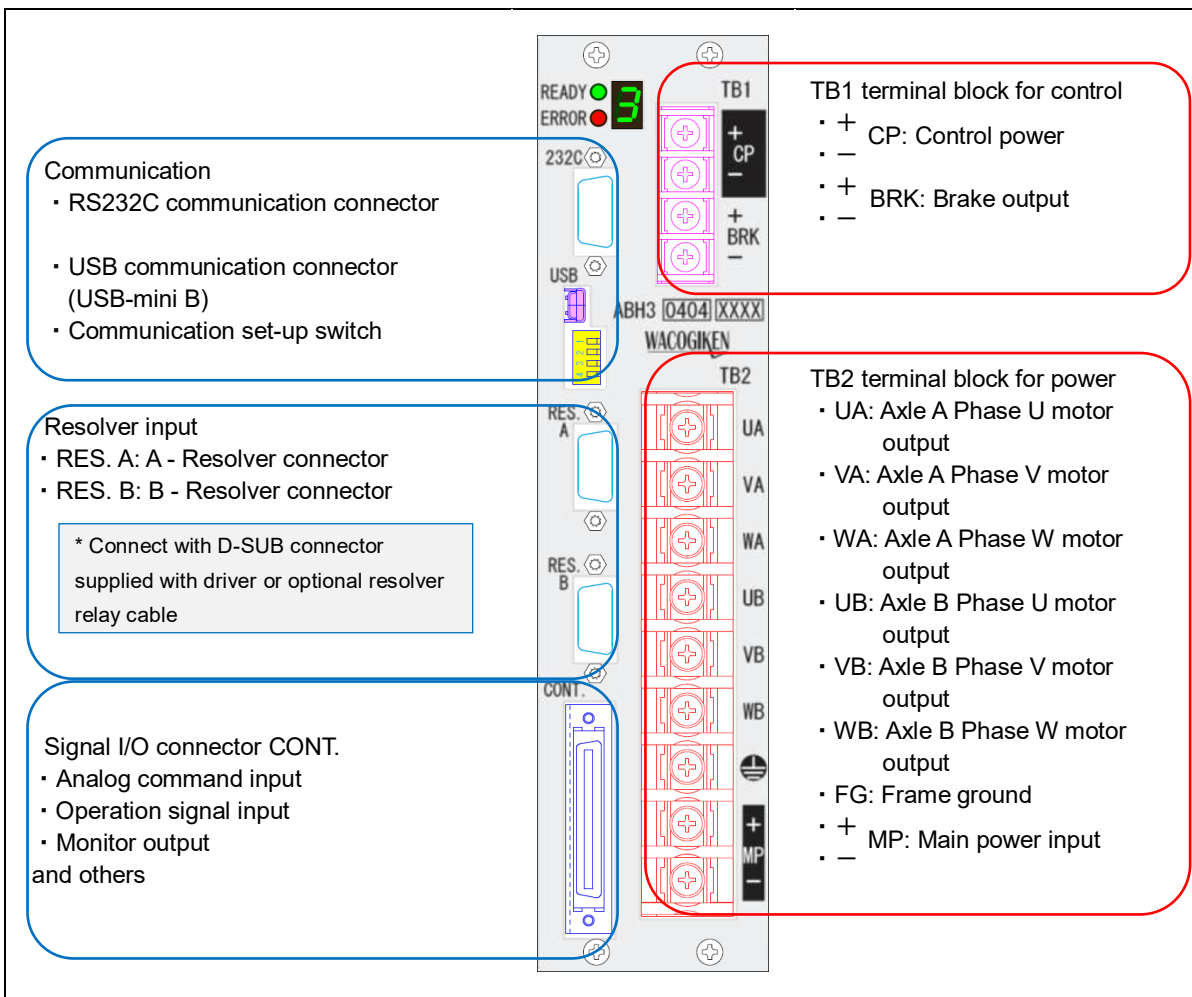 Communication
・RS232C communication connector
・USB communication connector
(USB-mini B)
・Communication set-up switch
Resolver input
・RES. A: A - Resolver connector
・RES. B: B - Resolver connector
* Connect with D-SUB connector
supplied with driver or optional resolver
relay cable
Signal I/O connector CONT.
・Analog command input
・Operation signal input
・Monitor output
and others
READY
3
ERROR
TB1
232C
+
CP
−
+
BRK
−
USB
1
2
3
4
ABH3 0404 XXXX
WACOGIKEN
TB2
RES.
A
UA
VA
WA
RES.
B
UB
VB
CONT.
WB
+
MP
−
TB1 terminal block for control
・+
CP: Control power
・−
・+
BRK: Brake output
・−
TB2 terminal block for power
・UA: Axle A Phase U motor
output
・VA: Axle A Phase V motor
output
・WA: Axle A Phase W motor
output
・UB: Axle B Phase U motor
output
・VB: Axle B Phase V motor
output
・WB: Axle B Phase W motor
output
・FG: Frame ground
・+
MP: Main power input
・−